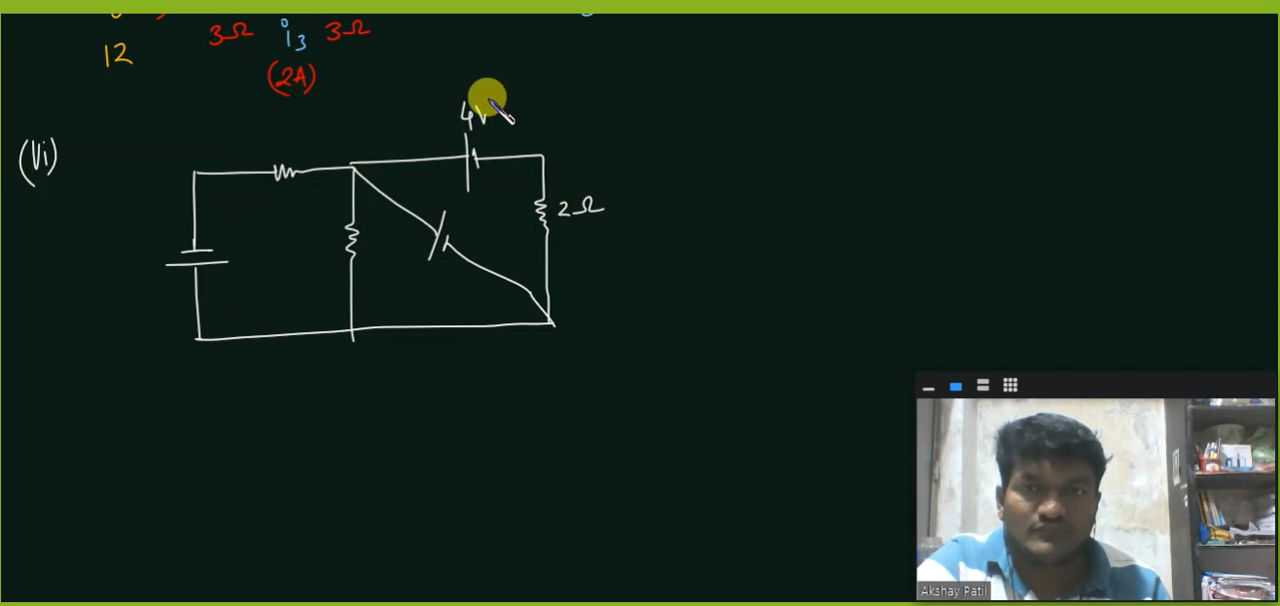 3Ω i3 3Ω
12
(2A)
4V
(Vi)
2Ω
Akshay Patil